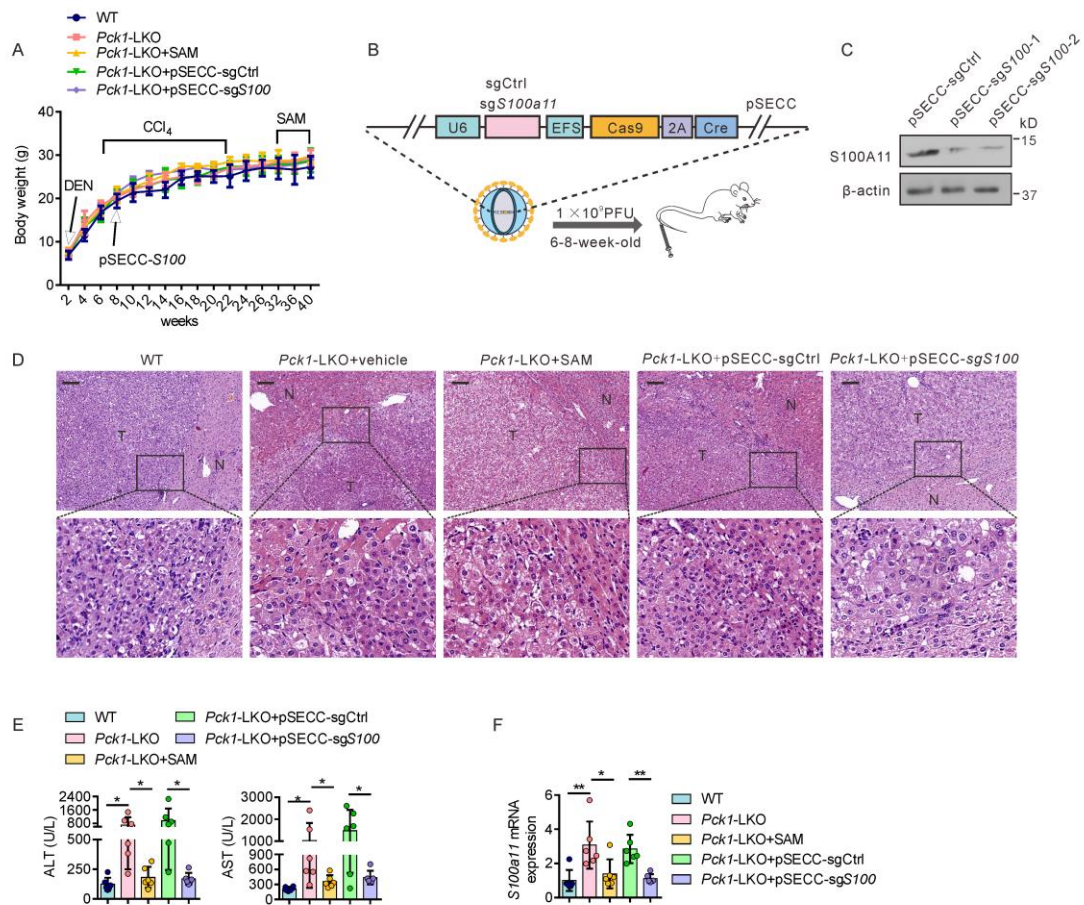 WT
Pck1-LKO
Pck1-LKO+SAM
Pck1-LKO+pSECC-sgCtrl
Pck1-LKO+pSECC-sgS100
A
Body weight (g)
40
30
20
10
0
DEN
CCl4
SAM
pSECC-S100
2 4 6 8 10 12 14 16 18 20 22 24 26 32 36 40
weeks
B
sgCtrl
sgS100a11
pSECC
U6
EFS
Cas9
2A
Cre
1 ×10⁹PFU
6-8-week-old
C
pSECC-sgCtrl
pSECC-sgS100-1
pSECC-sgS100-2
kD
S100A11
15
β-actin
37
D
WT
Pck1-LKO+vehicle
Pck1-LKO+SAM
Pck1-LKO+pSECC-sgCtrl
Pck1-LKO+pSECC-sgS100
T
N
N
T
T
N
T
N
T
N
E
WT
Pck1-LKO
Pck1-LKO+SAM
Pck1-LKO+pSECC-sgCtrl
Pck1-LKO+pSECC-sgS100
ALT (U/L)
2400
1600
800
500
250
0
* * *
AST (U/L)
3000
2000
1000
900
600
300
0
* * *
F
S100a11 mRNA
expression
6
4
2
0
** * **
WT
Pck1-LKO
Pck1-LKO+SAM
Pck1-LKO+pSECC-sgCtrl
Pck1-LKO+pSECC-sgS100